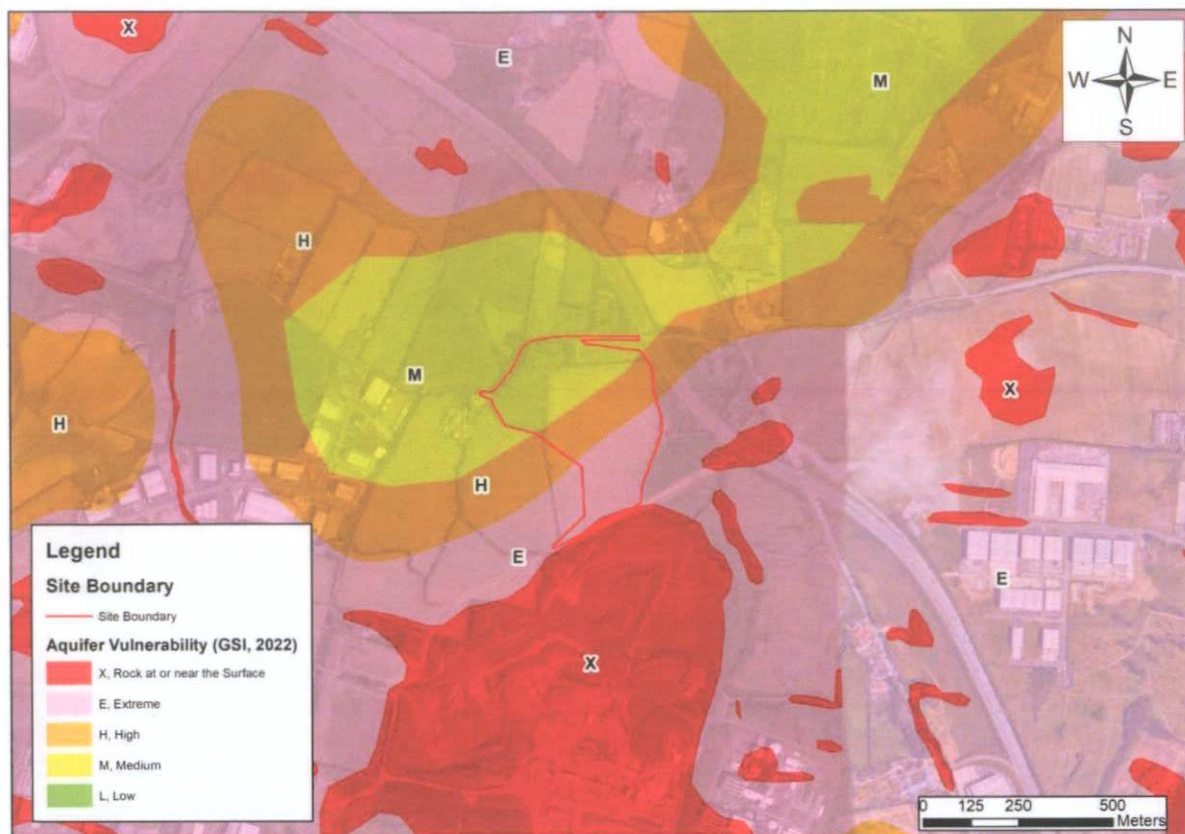 X
E
M
N
W E
S
H
M
X
H
H
E
E
X
Legend
Site Boundary
Site Boundary
Aquifer Vulnerability (GSI, 2022)
X, Rock at or near the Surface
E, Extreme
H, High
M, Medium
L, Low
0 125 250 500
Meters